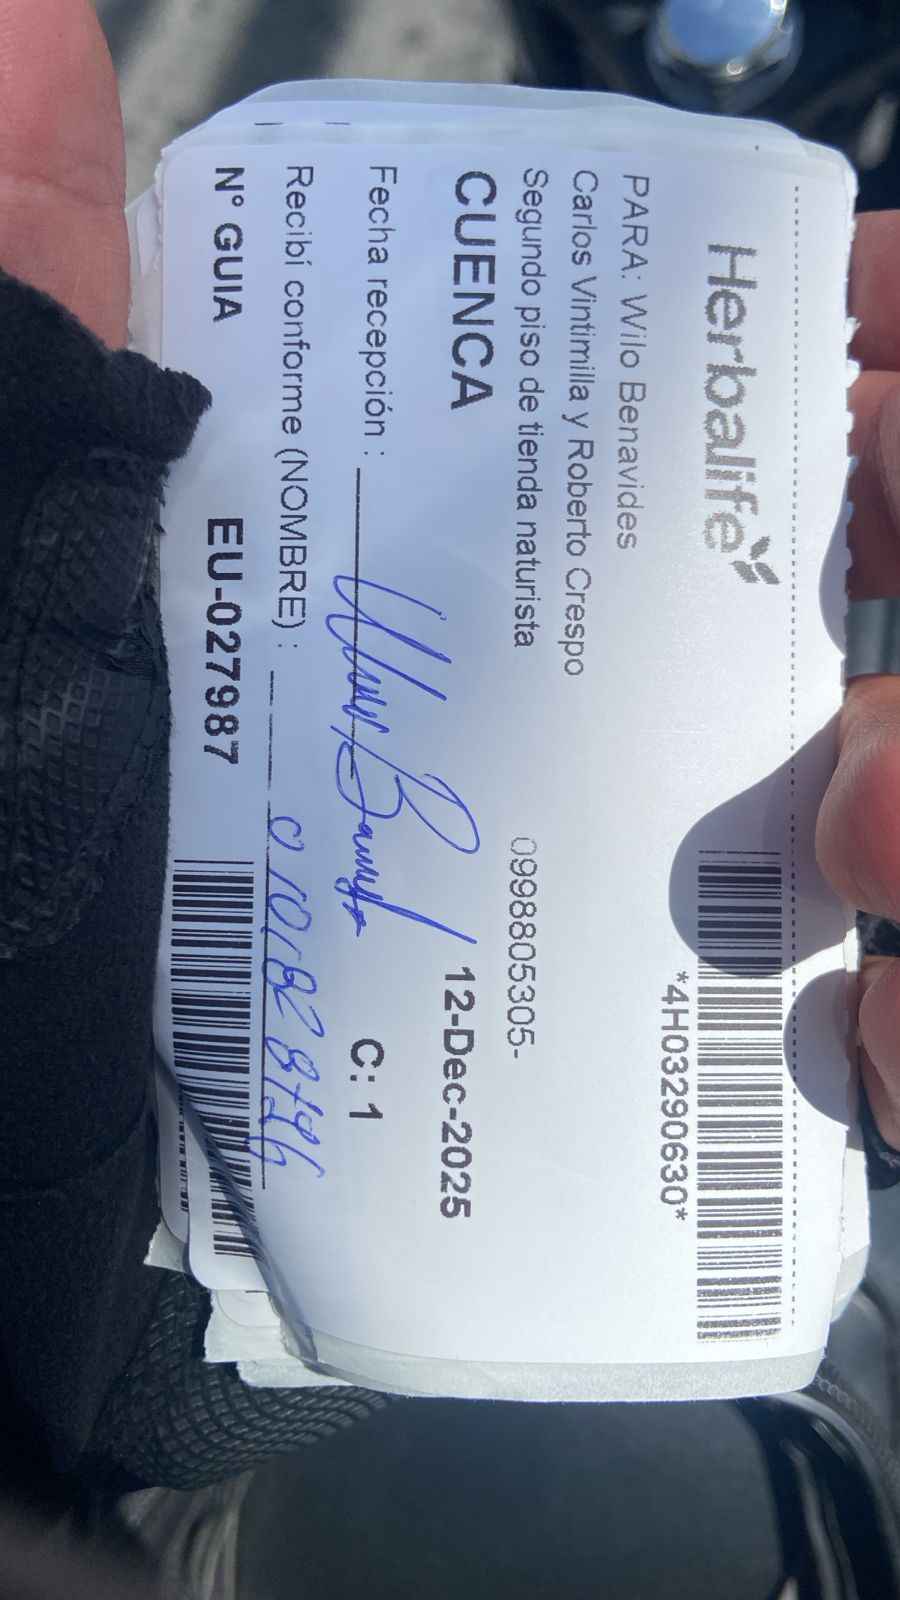 Herbalife
*4H03290630*
PARA: Wilo Benavides
Carlos Vintimilla y Roberto Crespo
Segundo piso de tienda naturista
0998805305-
CUENCA
12-Dec-2025
Fecha recepción :
C: 1
Recibí conforme (NOMBRE) :
N° GUIA
EU-027987